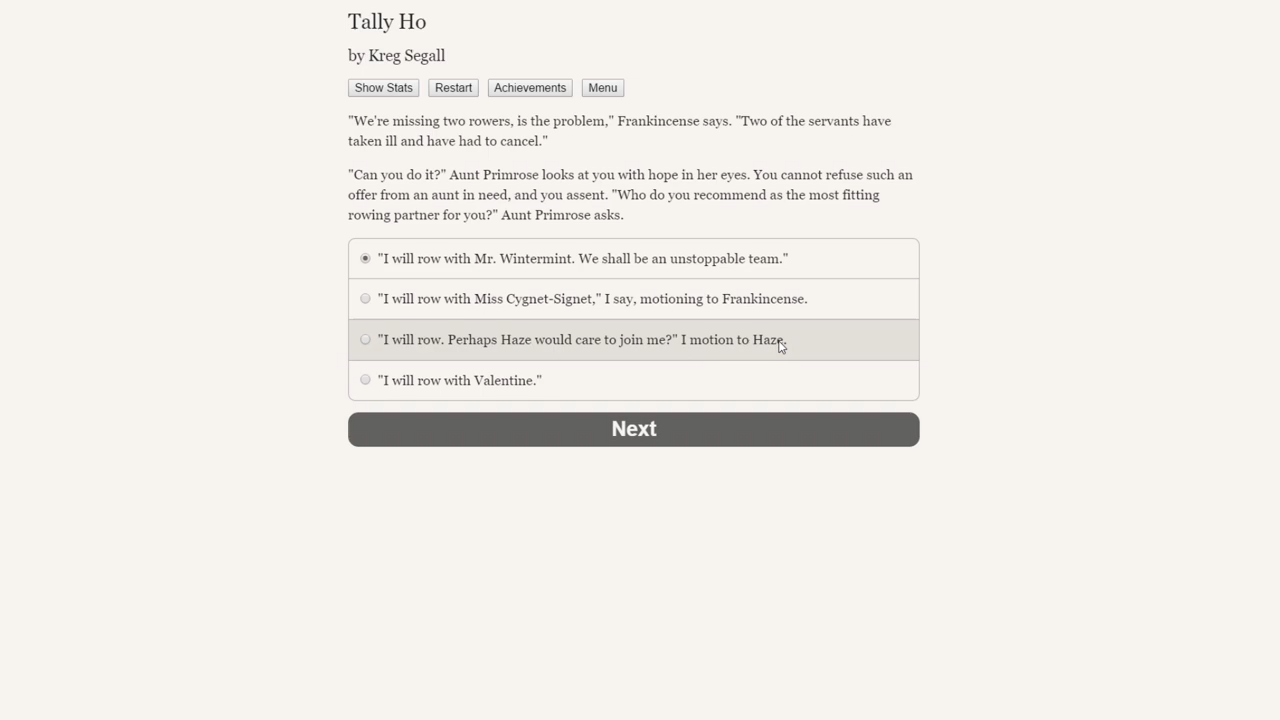 Tally Ho
by Kreg Segall
Show Stats Restart Achievements Menu
"We're missing two rowers, is the problem," Frankincense says. "Two of the servants have
taken ill and have had to cancel."
"Can you do it?" Aunt Primrose looks at you with hope in her eyes. You cannot refuse such an
offer from an aunt in need, and you assent. "Who do you recommend as the most fitting
rowing partner for you?" Aunt Primrose asks.
"I will row with Mr. Wintermint. We shall be an unstoppable team."
"I will row with Miss Cygnet-Signet," I say, motioning to Frankincense.
"I will row. Perhaps Haze would care to join me?" I motion to Haze.
"I will row with Valentine."
Next